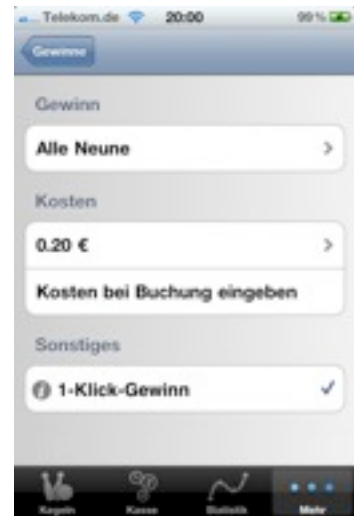 Telekom.de 20:00 99 %
Gewinne
Gewinn
Alle Neune
Kosten
0.20 €
Kosten bei Buchung eingeben
Sonstiges
1-Klick-Gewinn
Kegeln Kasse Statistik Mehr